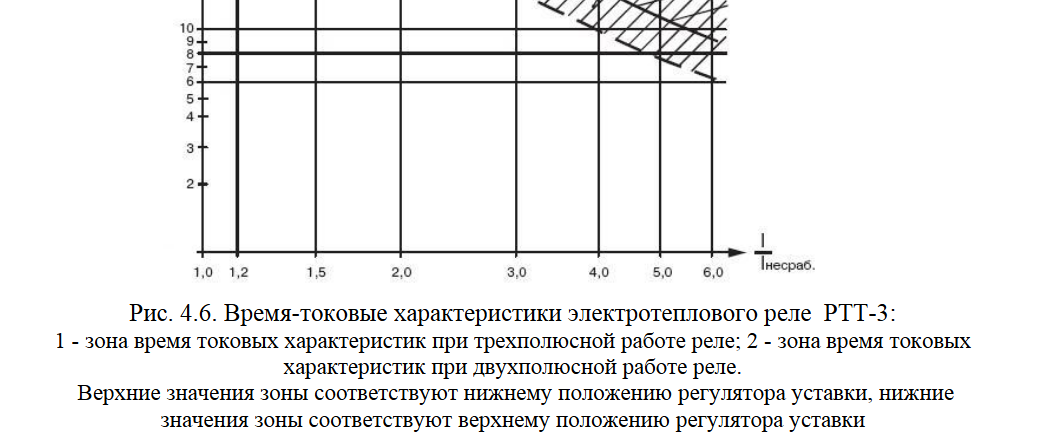 10
9
8
7
6
5
4
3
2
I
Iнесраб.
1,0 1,2 1,5 2,0 3,0 4,0 5,0 6,0
Рис. 4.6. Время-токовые характеристики электротеплового реле РТТ-3:
1 - зона время токовых характеристик при трехполюсной работе реле; 2 - зона время токовых
характеристик при двухполюсной работе реле.
Верхние значения зоны соответствуют нижнему положению регулятора уставки, нижние
значения зоны соответствуют верхнему положению регулятора уставки